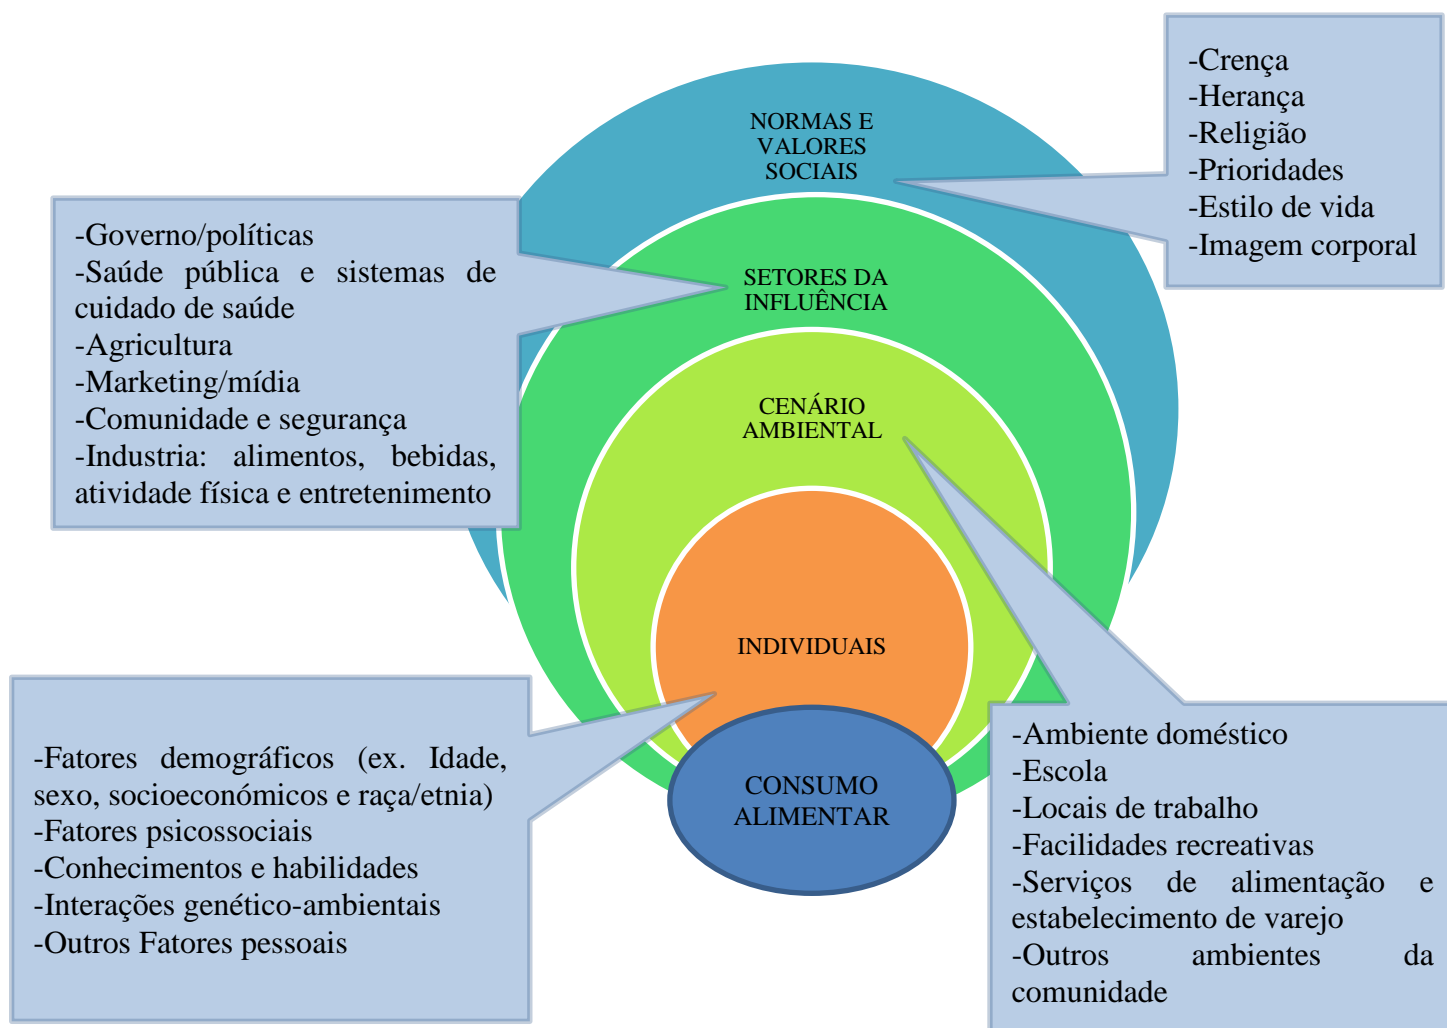 NORMAS E
VALORES
SOCIAIS
-Crença
-Herança
-Religião
-Prioridades
-Estilo de vida
-Imagem corporal
SETORES DA
INFLUÊNCIA
-Governo/políticas
-Saúde pública e sistemas de
cuidado de saúde
-Agricultura
-Marketing/mídia
-Comunidade e segurança
-Industria: alimentos, bebidas,
atividade física e entretenimento
CENÁRIO
AMBIENTAL
INDIVIDUAIS
CONSUMO
ALIMENTAR
-Fatores demográficos (ex. Idade,
sexo, socioeconómicos e raça/etnia)
-Fatores psicossociais
-Conhecimentos e habilidades
-Interações genético-ambientais
-Outros Fatores pessoais
-Ambiente doméstico
-Escola
-Locais de trabalho
-Facilidades recreativas
-Serviços de alimentação e
estabelecimento de varejo
-Outros ambientes da
comunidade